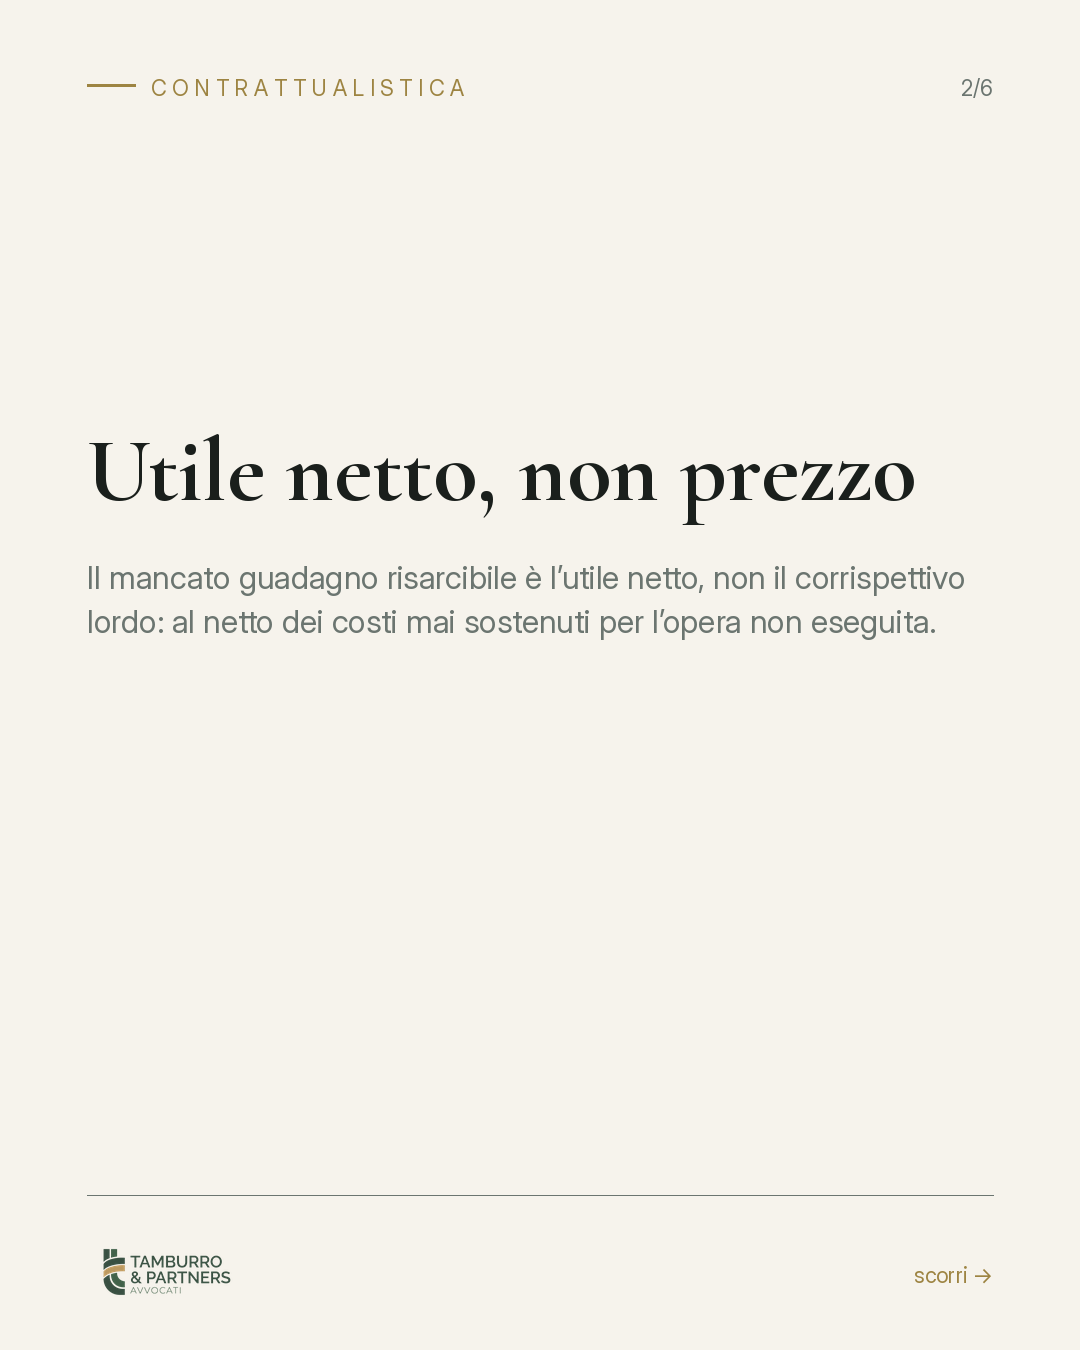 CONTRATTUALISTICA
2/6
Utile netto, non prezzo
Il mancato guadagno risarcibile è l’utile netto, non il corrispettivo
lordo: al netto dei costi mai sostenuti per l’opera non eseguita.
TAMBURRO
& PARTNERS
AVVOCATI
scorri →